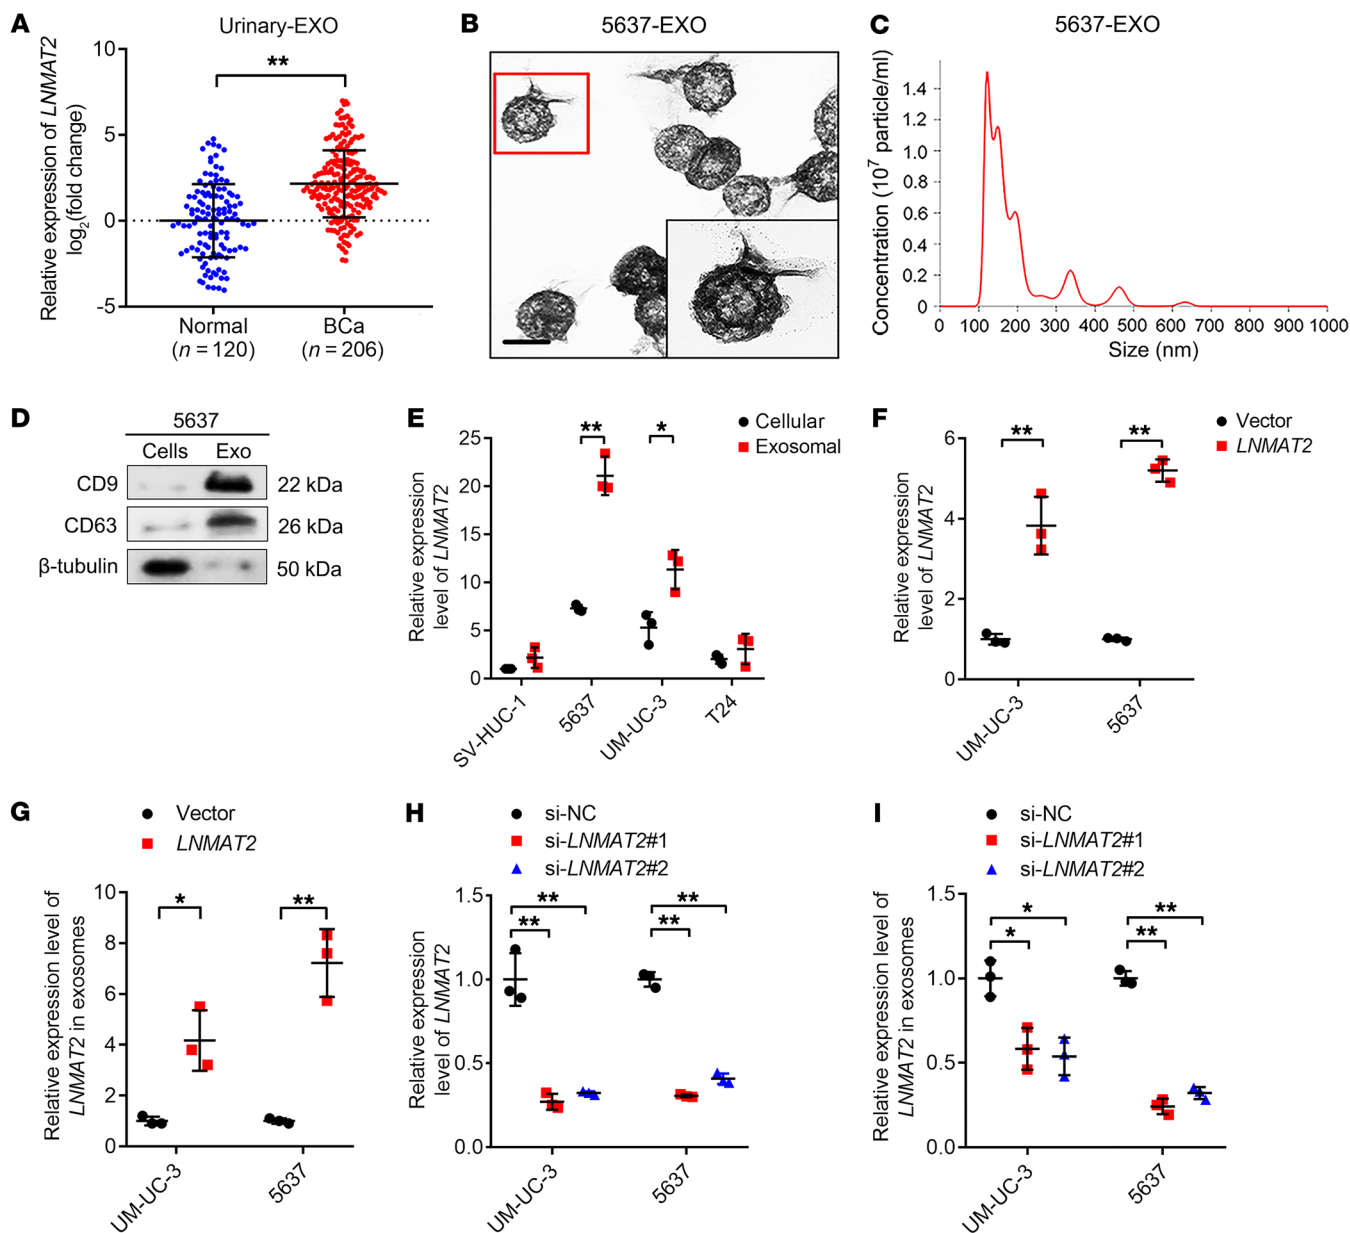 A
Urinary-EXO
Relative expression of LNMAT2
log2(fold change)
10
5
0
-5
**
Normal
(n = 120)
BCa
(n = 206)
B
5637-EXO
C
5637-EXO
Concentration (10^7 particle/ml)
1.4
1.2
1.0
0.8
0.6
0.4
0.2
0
0 100 200 300 400 500 600 700 800 900 1000
Size (nm)
D
5637
Cells Exo
CD9 22 kDa
CD63 26 kDa
β-tubulin 50 kDa
E
Cellular
Exosomal
Relative expression
level of LNMAT2
25
20
15
10
5
0
**
*
SV-HUC-1
5637
UM-UC-3
T24
F
Vector
LNMAT2
Relative expression
level of LNMAT2
6
4
2
0
**
**
UM-UC-3
5637
G
Vector
LNMAT2
Relative expression level of
LNMAT2 in exosomes
10
8
6
4
2
0
*
**
UM-UC-3
5637
H
si-NC
si-LNMAT2#1
si-LNMAT2#2
Relative expression
level of LNMAT2
1.5
1.0
0.5
0.0
**
**
**
**
UM-UC-3
5637
I
si-NC
si-LNMAT2#1
si-LNMAT2#2
Relative expression level of
LNMAT2 in exosomes
1.5
1.0
0.5
0.0
*
*
**
**
UM-UC-3
5637